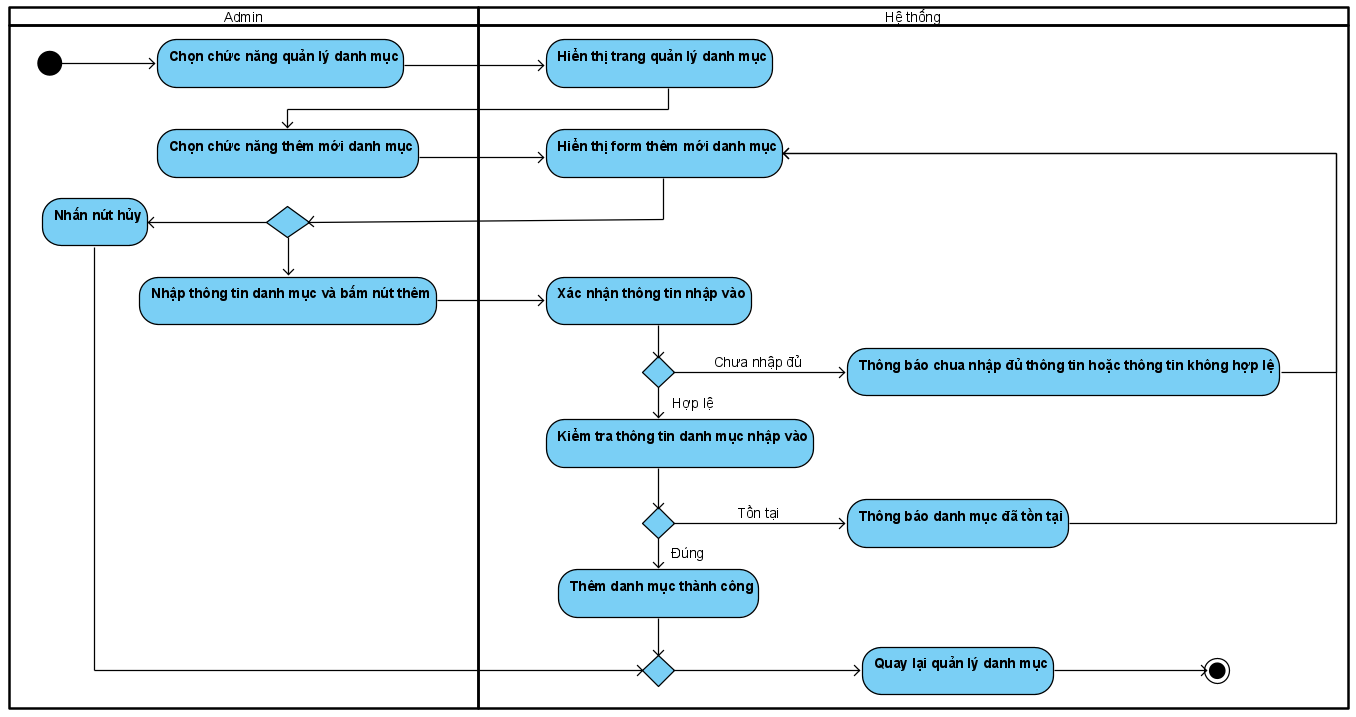 Admin
Hệ thống
Chọn chức năng quản lý danh mục
Hiển thị trang quản lý danh mục
Chọn chức năng thêm mới danh mục
Hiển thị form thêm mới danh mục
Nhấn nút hủy
Nhập thông tin danh mục và bấm nút thêm
Xác nhận thông tin nhập vào
Chưa nhập đủ
Thông báo chua nhập đủ thông tin hoặc thông tin không hợp lệ
Hợp lệ
Kiểm tra thông tin danh mục nhập vào
Tồn tại
Thông báo danh mục đã tồn tại
Đúng
Thêm danh mục thành công
Quay lại quản lý danh mục